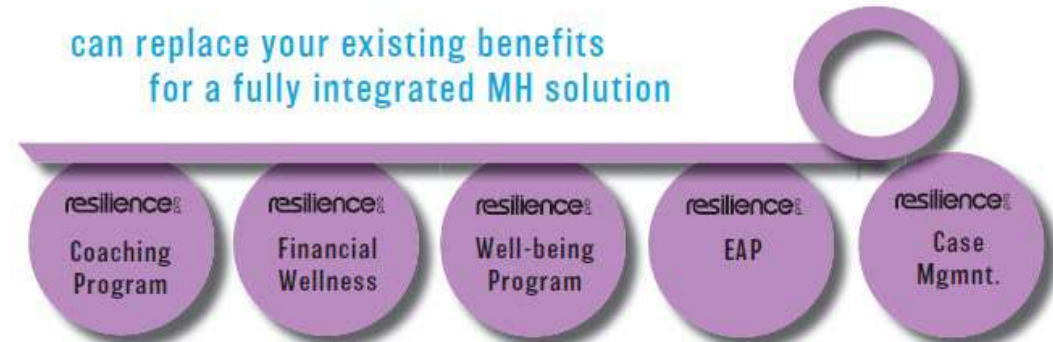 can replace your existing benefits
for a fully integrated MH solution
resilience
Coaching
Program
resilience
Financial
Wellness
resilience
Well-being
Program
resilience
EAP
resilience
Case
Mgmnt.